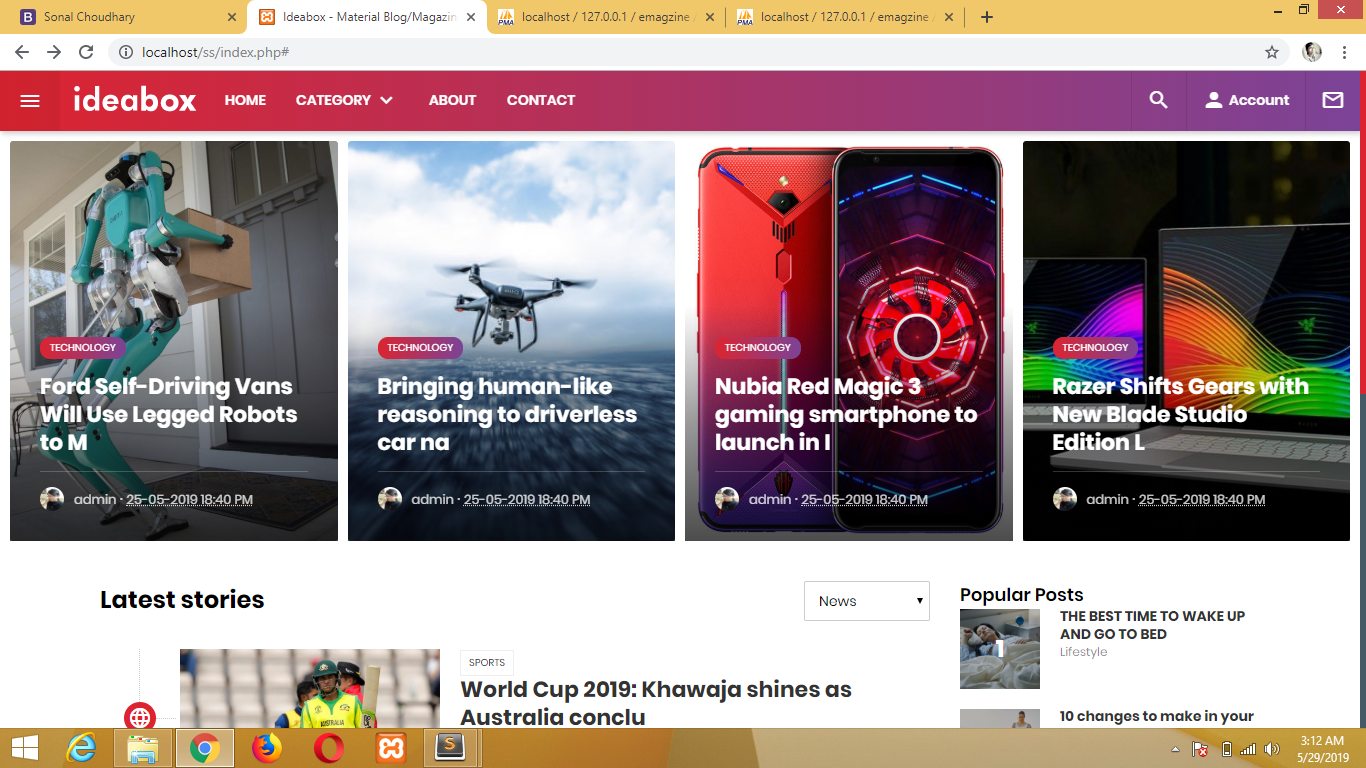 Sonal Choudhary
Ideabox - Material Blog/Magazin
localhost / 127.0.0.1 / emagzine
localhost / 127.0.0.1 / emagzine
localhost/ss/index.php#
ideabox
HOME
CATEGORY
ABOUT
CONTACT
Account
TECHNOLOGY
Ford Self-Driving Vans
Will Use Legged Robots
to M
admin · 25-05-2019 18:40 PM
TECHNOLOGY
Bringing human-like
reasoning to driverless
car na
admin · 25-05-2019 18:40 PM
TECHNOLOGY
Nubia Red Magic 3
gaming smartphone to
launch in I
admin · 25-05-2019 18:40 PM
TECHNOLOGY
Razer Shifts Gears with
New Blade Studio
Edition L
admin · 25-05-2019 18:40 PM
Latest stories
News
SPORTS
World Cup 2019: Khawaja shines as
Australia conclu
AUSTRALIA
Popular Posts
1
THE BEST TIME TO WAKE UP
AND GO TO BED
Lifestyle
10 changes to make in your
3:12 AM
5/29/2019